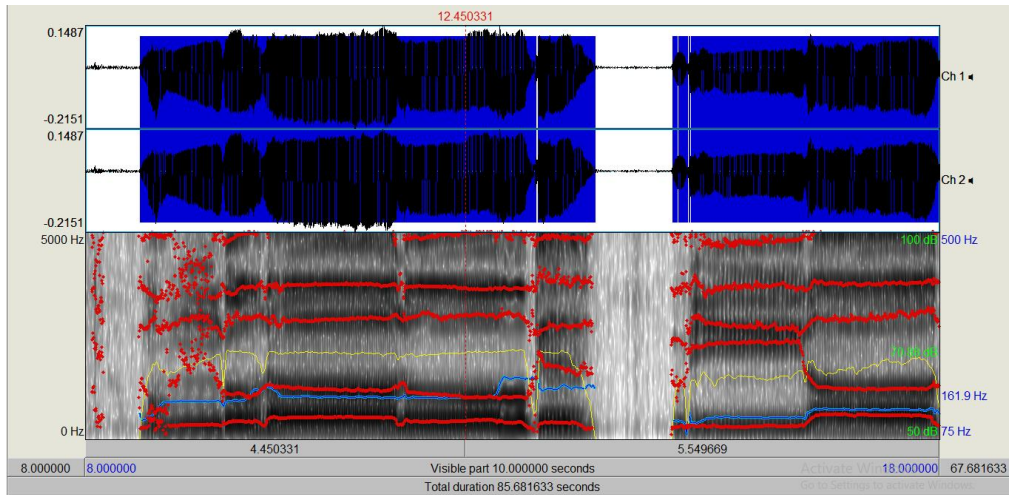 12.450331
0.1487
Ch 1
-0.2151
0.1487
Ch 2
-0.2151
5000 Hz 100 dB 500 Hz
161.9 Hz
0 Hz 50 dB 75 Hz
4.450331 5.549669
8.000000 8.000000 Visible part 10.000000 seconds 18.000000 67.681633
Total duration 85.681633 seconds
Activate Windows
Go to Settings to activate Windows.